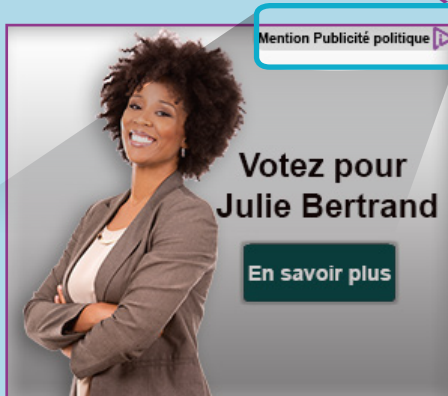 Mention Publicité politique
Votez pour
Julie Bertrand
En savoir plus